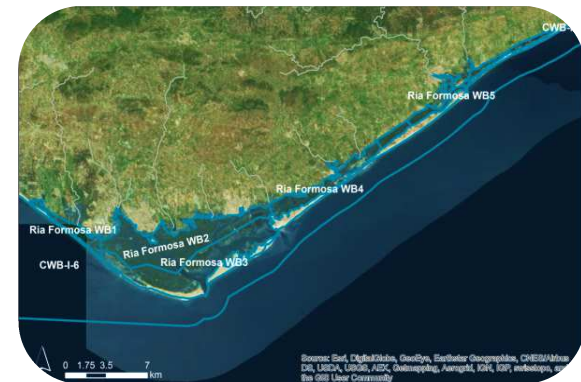 CWB-I-
Ria Formosa WB5
Ria Formosa WB4
Ria Formosa WB1
Ria Formosa WB2
CWB-I-6
Ria Formosa WB3
0 1.75 3.5 7
km
Source: Esri, DigitalGlobe, GeoEye, Earthstar Geographics, CNES/Airbus
DS, USDA, USGS, AEX, Getmapping, Aerogrid, IGN, IGP, swisstopo, and
the GIS User Community